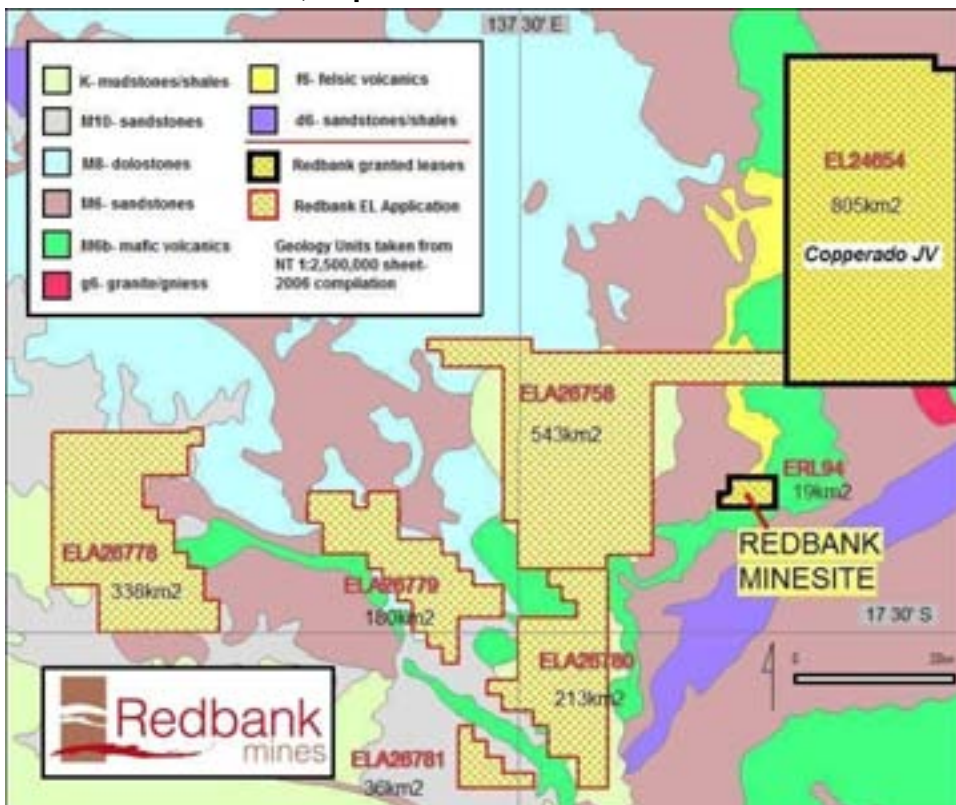 137 30' E
K- mudstones/shales
M10- sandstones
M8- dolostones
M6- sandstones
M6b- mafic volcanics
g6- granite/gniess
f6- felsic volcanics
d6- sandstones/shales
Redbank granted leases
Redbank EL Application
Geology Units taken from
NT 1:2,500,000 sheet-
2006 compilation
EL24654
805km2
Copperado JV
ELA26758
543km2
ERL94
19km2
REDBANK
MINESITE
ELA26778
338km2
ELA26779
180km2
17 30' S
ELA26780
213km2
0
Redbank
mines
ELA26781
36km2